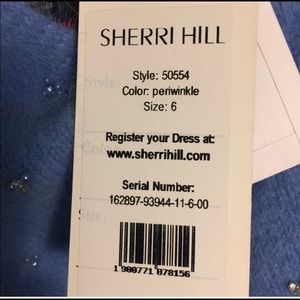 SHERRI HILL
Style: 50554
Color: periwinkle
Size: 6
Register your Dress at:
www.sherrihill.com
Serial Number:
162897-93944-11-6-00
1 900771 078156